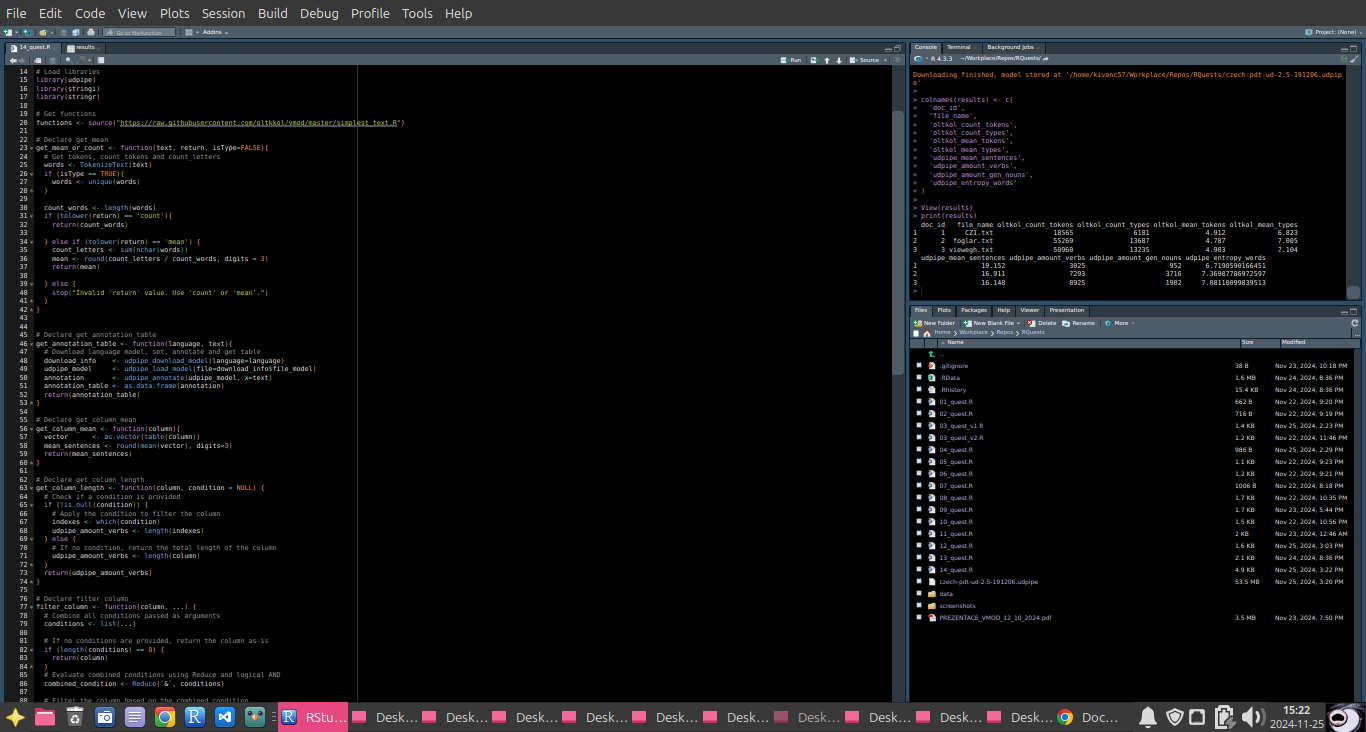 File Edit Code View Plots Session Build Debug Profile Tools Help
Go to file/function Addins Project: (None)
14_quest.R results
Run Source
14 # Load libraries
15 library(udpipe)
16 library(stringi)
17 library(stringr)
18
19 # Get functions
20 functions <- source("https://raw.githubusercontent.com/oltkkol/vmod/master/simplest_text.R")
21
22 # Declare get_mean
23 get_mean_or_count <- function(text, return, isType=FALSE){
24 # Get tokens, count_tokens and count_letters
25 words <- TokenizeText(text)
26 if (isType == TRUE){
27 words <- unique(words)
28 }
29
30 count_words <- length(words)
31 if (tolower(return) == 'count'){
32 return(count_words)
33
34 } else if (tolower(return) == 'mean') {
35 count_letters <- sum(nchar(words))
36 mean <- round(count_letters / count_words, digits = 3)
37 return(mean)
38
39 } else {
40 stop("Invalid 'return' value. Use 'count' or 'mean'.")
41 }
42 }
43
44
45 # Declare get_annotation_table
46 get_annotation_table <- function(language, text){
47 # Download language model, set, annotate and get table
48 download_info <- udpipe_download_model(language=language)
49 udpipe_model <- udpipe_load_model(file=download_info$file_model)
50 annotation <- udpipe_annotate(udpipe_model, x=text)
51 annotation_table <- as.data.frame(annotation)
52 return(annotation_table)
53 }
54
55 # Declare get_column_mean
56 get_column_mean <- function(column){
57 vector <- as.vector(table(column))
58 mean_sentences <- round(mean(vector), digits=3)
59 return(mean_sentences)
60 }
61
62 # Declare get_column_length
63 get_column_length <- function(column, condition = NULL) {
64 # Check if a condition is provided
65 if (!is.null(condition)) {
66 # Apply the condition to filter the column
67 indexes <- which(condition)
68 udpipe_amount_verbs <- length(indexes)
69 } else {
70 # If no condition, return the total length of the column
71 udpipe_amount_verbs <- length(column)
72 }
73 return(udpipe_amount_verbs)
74 }
75
76 # Declare filter_column
77 filter_column <- function(column, ...) {
78 # Combine all conditions passed as arguments
79 conditions <- list(...)
80
81 # If no conditions are provided, return the column as-is
82 if (length(conditions) == 0) {
83 return(column)
84 }
85 # Evaluate combined conditions using Reduce and logical AND
86 combined_condition <- Reduce(`&`, conditions)
87
88 # Filter the column based on the combined condition
Console Terminal Background Jobs
R 4.3.3 · ~/Workplace/Repos/RQuests/
Downloading finished, model stored at '/home/kivanc57/Workplace/Repos/RQuests/czech-pdt-ud-2.5-191206.udpip
e'
>
> colnames(results) <- c(
+ 'doc_id',
+ 'file_name',
+ 'oltkol_count_tokens',
+ 'oltkol_count_types',
+ 'oltkol_mean_tokens',
+ 'oltkol_mean_types',
+ 'udpipe_mean_sentences',
+ 'udpipe_amount_verbs',
+ 'udpipe_amount_gen_nouns',
+ 'udpipe_entropy_words'
+ )
>
> View(results)
> print(results)
doc_id file_name oltkol_count_tokens oltkol_count_types oltkol_mean_tokens oltkol_mean_types
1 1 CZ1.txt 18565 6181 4.912 6.823
2 2 foglar.txt 55269 13687 4.787 7.005
3 3 viewegh.txt 50960 13235 4.903 7.104
udpipe_mean_sentences udpipe_amount_verbs udpipe_amount_gen_nouns udpipe_entropy_words
1 19.152 3025 952 6.7190590166451
2 16.911 7293 3716 7.36987786972597
3 16.148 8925 1902 7.08110099839513
>
Files Plots Packages Help Viewer Presentation
New Folder New Blank File Delete Rename More
Home Workplace Repos RQuests
Name Size Modified
..
.gitignore 38 B Nov 23, 2024, 10:18 PM
.RData 1.6 MB Nov 24, 2024, 8:36 PM
.Rhistory 15.4 KB Nov 24, 2024, 8:36 PM
01_quest.R 662 B Nov 22, 2024, 9:20 PM
02_quest.R 716 B Nov 22, 2024, 9:19 PM
03_quest_v1.R 1.4 KB Nov 25, 2024, 2:23 PM
03_quest_v2.R 1.2 KB Nov 22, 2024, 11:46 PM
04_quest.R 986 B Nov 25, 2024, 2:29 PM
05_quest.R 1.1 KB Nov 22, 2024, 9:23 PM
06_quest.R 1.2 KB Nov 22, 2024, 9:21 PM
07_quest.R 1006 B Nov 22, 2024, 8:18 PM
08_quest.R 1.7 KB Nov 22, 2024, 10:35 PM
09_quest.R 1.7 KB Nov 23, 2024, 5:44 PM
10_quest.R 1.5 KB Nov 22, 2024, 10:56 PM
11_quest.R 2 KB Nov 23, 2024, 12:46 AM
12_quest.R 1.6 KB Nov 25, 2024, 3:03 PM
13_quest.R 2.1 KB Nov 24, 2024, 8:36 PM
14_quest.R 4.9 KB Nov 25, 2024, 3:22 PM
czech-pdt-ud-2.5-191206.udpipe 53.5 MB Nov 25, 2024, 3:20 PM
data
screenshots
PREZENTACE_VMOD_12_10_2024.pdf 3.5 MB Nov 23, 2024, 7:50 PM
RStu... Desk... Desk... Desk... Desk... Desk... Desk... Desk... Desk... Desk... Desk... Doc... 15:22
2024-11-25